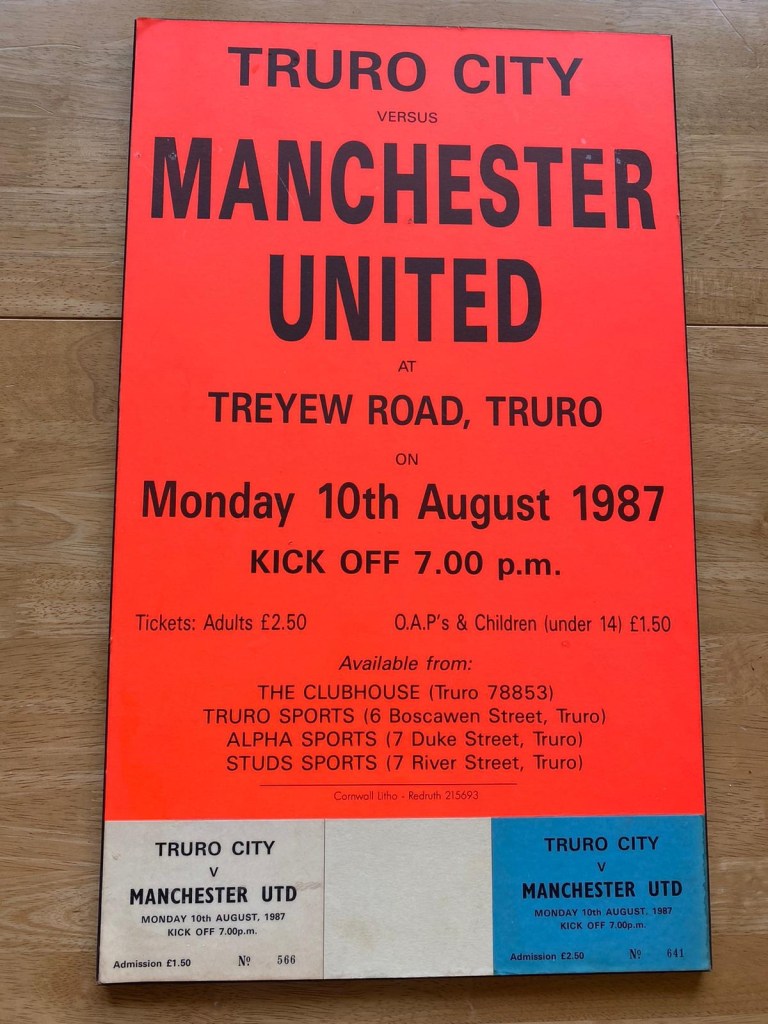 TRURO CITY
VERSUS
MANCHESTER
UNITED
AT
TREYEW ROAD, TRURO
ON
Monday 10th August 1987
KICK OFF 7.00 p.m.
Tickets: Adults £2.50 O.A.P's & Children (under 14) £1.50
Available from:
THE CLUBHOUSE (Truro 78853)
TRURO SPORTS (6 Boscawen Street, Truro)
ALPHA SPORTS (7 Duke Street, Truro)
STUDS SPORTS (7 River Street, Truro)
Cornwall Litho - Redruth 215693
TRURO CITY
V
MANCHESTER UTD
MONDAY 10th AUGUST, 1987
KICK OFF 7.00p.m.
Admission £1.50 Nº 566
TRURO CITY
V
MANCHESTER UTD
MONDAY 10th AUGUST, 1987
KICK OFF 7.00p.m.
Admission £2.50 Nº 641